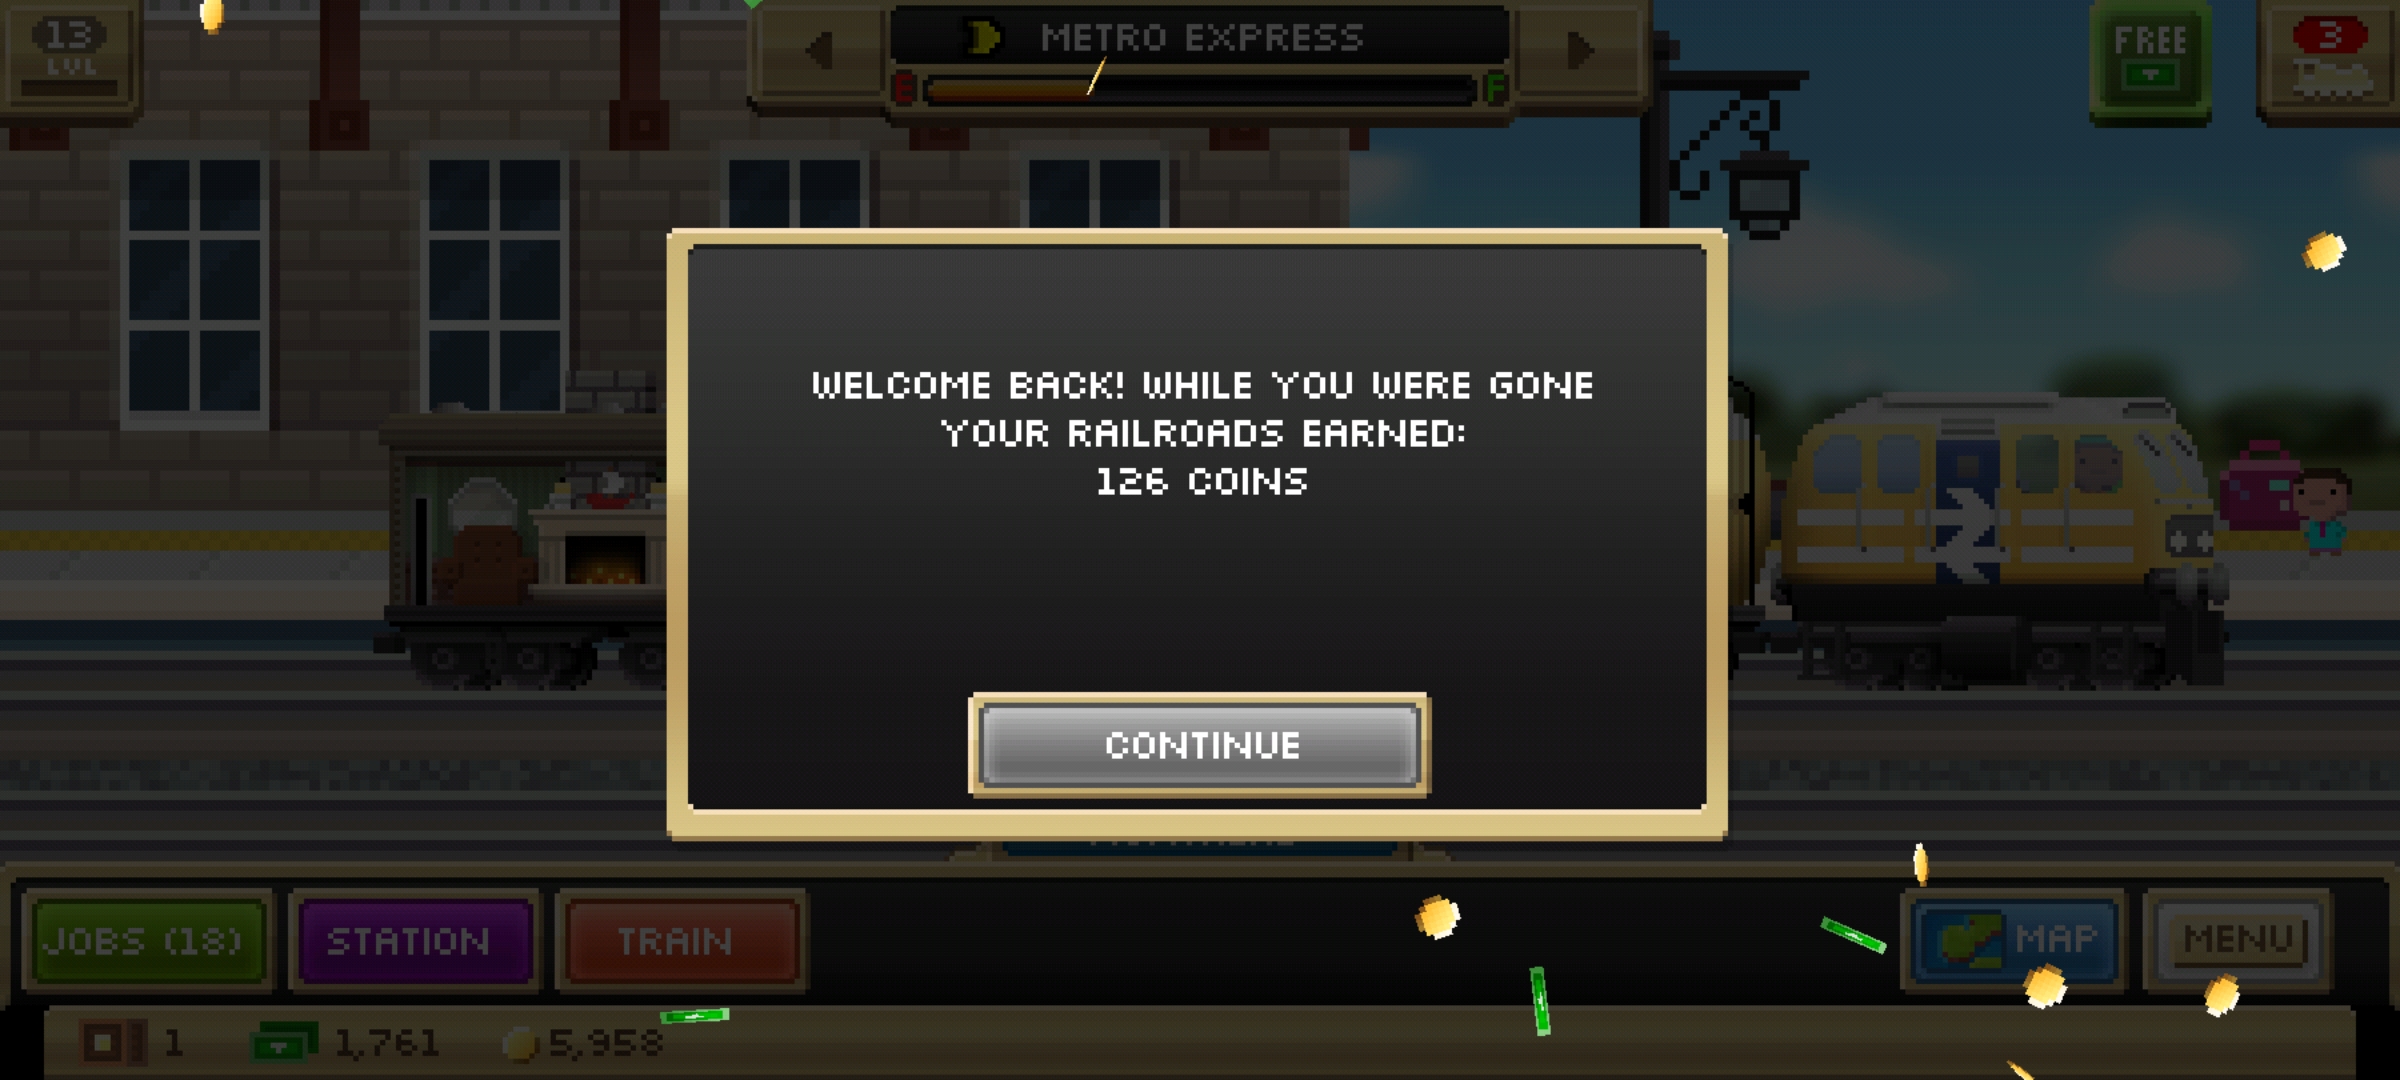 13
LVL
METRO EXPRESS
E
F
FREE
3
WELCOME BACK! WHILE YOU WERE GONE
YOUR RAILROADS EARNED:
126 COINS
CONTINUE
JOBS (18)
STATION
TRAIN
MAP
MENU
1
1,761
5,958